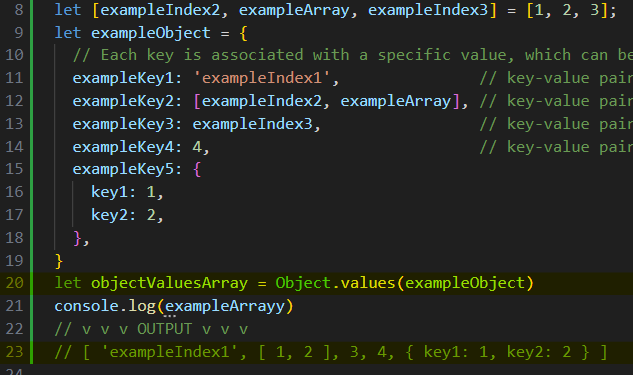 8 let [exampleIndex2, exampleArray, exampleIndex3] = [1, 2, 3];
9 let exampleObject = {
10 // Each key is associated with a specific value, which can be
11 exampleKey1: 'exampleIndex1', // key-value pair
12 exampleKey2: [exampleIndex2, exampleArray], // key-value pair
13 exampleKey3: exampleIndex3, // key-value pair
14 exampleKey4: 4, // key-value pair
15 exampleKey5: {
16 key1: 1,
17 key2: 2,
18 },
19 }
20 let objectValuesArray = Object.values(exampleObject)
21 console.log(exampleArrayy)
22 // v v v OUTPUT v v v
23 // [ 'exampleIndex1', [ 1, 2 ], 3, 4, { key1: 1, key2: 2 } ]
24